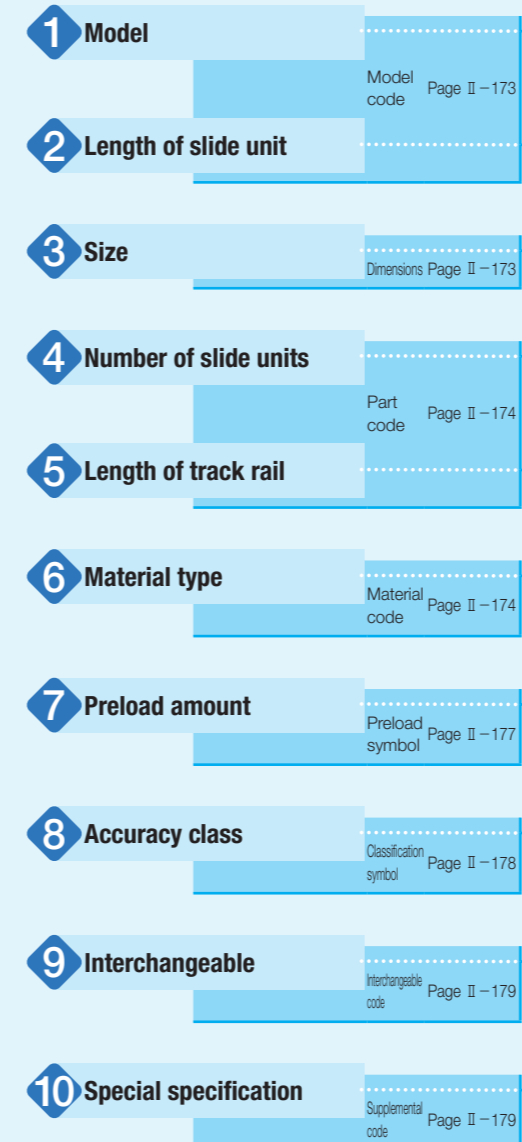 1 Model
Model
code
Page Ⅱ－173
2 Length of slide unit
3 Size
Dimensions Page Ⅱ－173
4 Number of slide units
Part
code
Page Ⅱ－174
5 Length of track rail
6 Material type
Material
code
Page Ⅱ－174
7 Preload amount
Preload
symbol
Page Ⅱ－177
8 Accuracy class
Classification
symbol
Page Ⅱ－178
9 Interchangeable
Interchangeable
code
Page Ⅱ－179
10 Special specification
Supplemental
code
Page Ⅱ－179